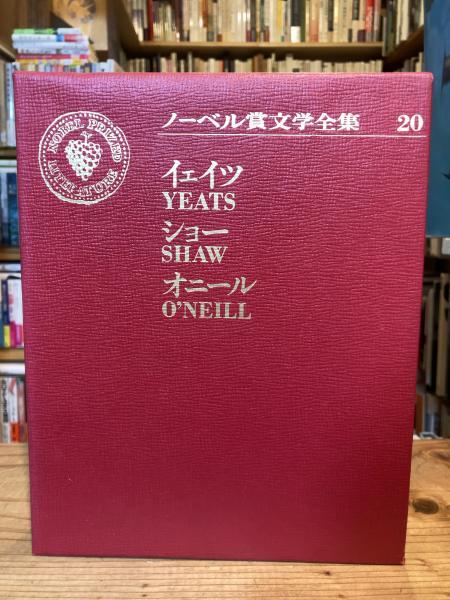 ノーベル賞文学全集 20
NOBEL PRIZED LITERATURE
イェイツ
YEATS
ショー
SHAW
オニール
O'NEILL